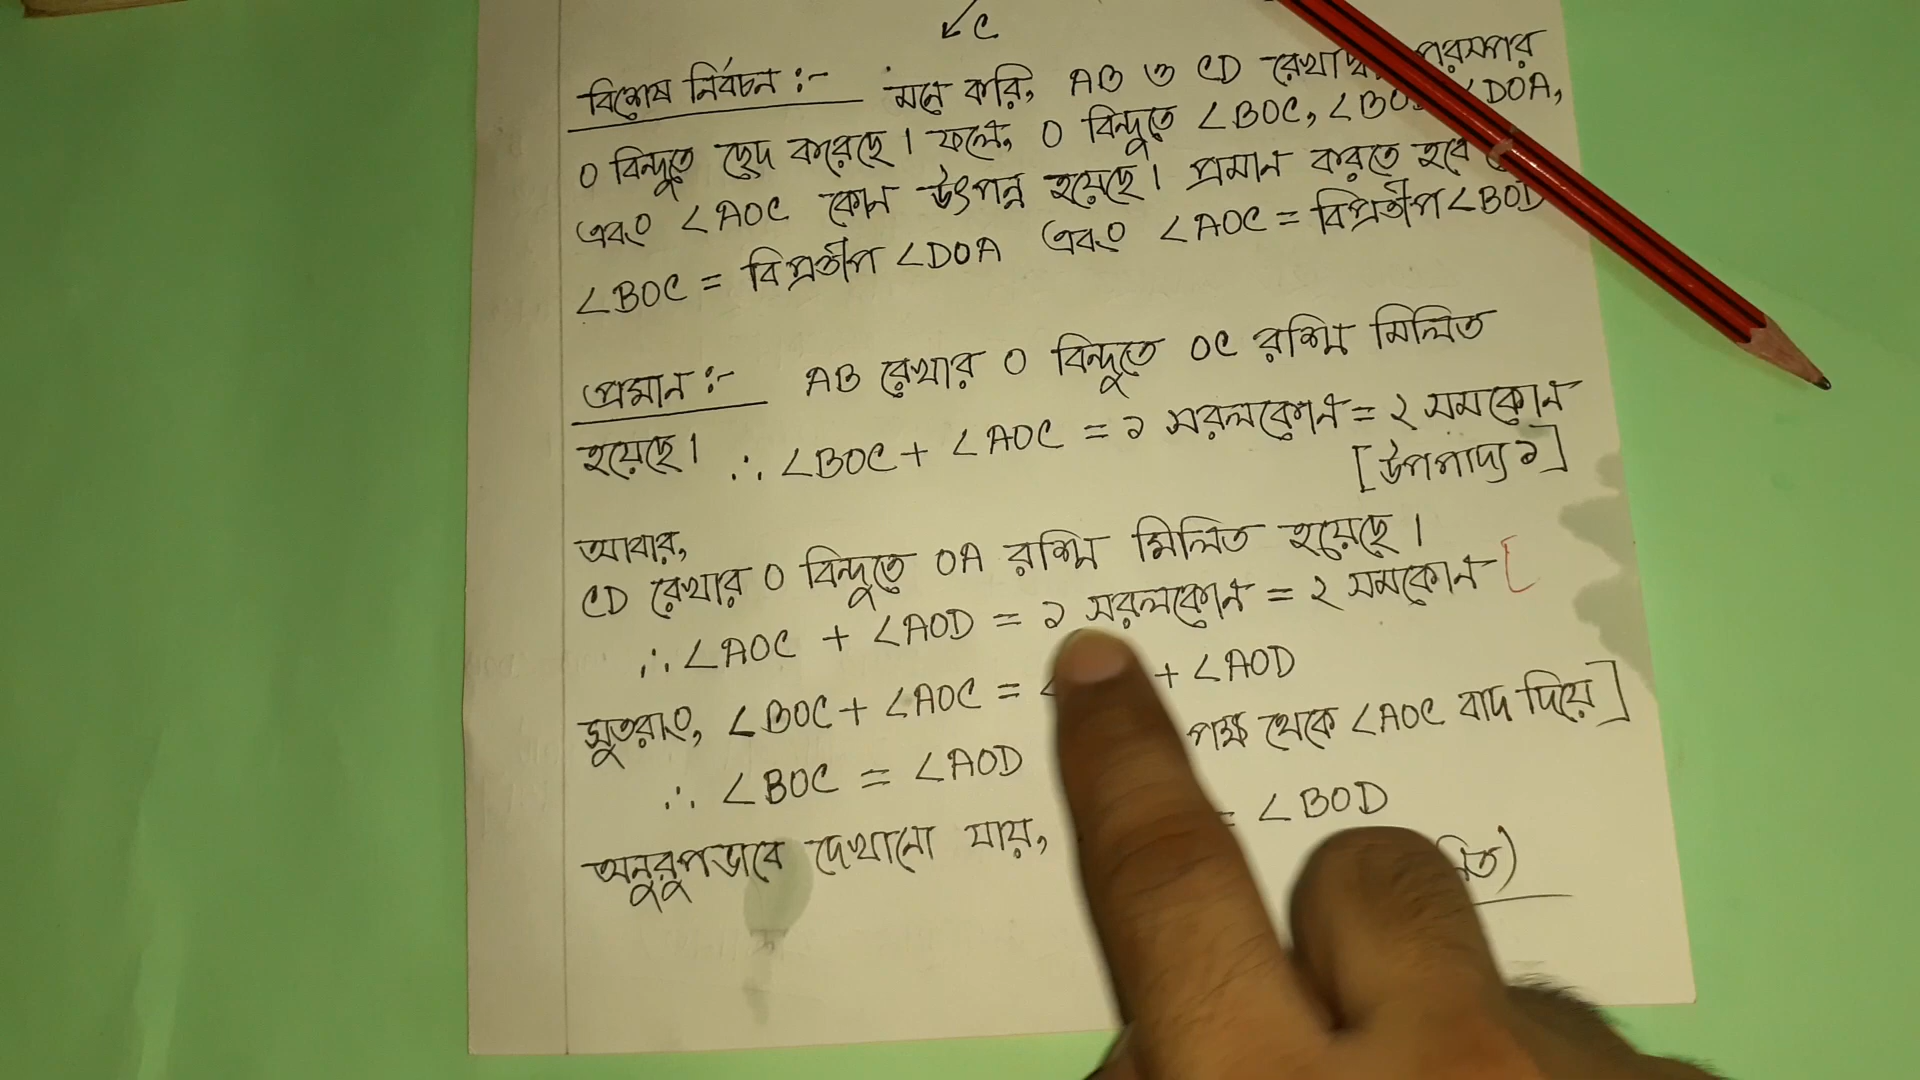 C
বিশেষ নির্বচন :- মনে করি, AB ও CD রেখাদ্বয় পরস্পর
O বিন্দুতে ছেদ করেছে। ফলে, O বিন্দুতে ∠BOC, ∠BOD ∠DOA,
এবং ∠AOC কোন উৎপন্ন হয়েছে। প্রমান করতে হবে
∠BOC = বিপ্রতীপ ∠DOA এবং ∠AOC = বিপ্রতীপ ∠BOD
প্রমান :- AB রেখার O বিন্দুতে OC রশ্মি মিলিত
হয়েছে। ∴ ∠BOC + ∠AOC = ১ সরলকোন = ২ সমকোন
[উপপাদ্য ১]
আবার,
CD রেখার O বিন্দুতে OA রশ্মি মিলিত হয়েছে।
∴ ∠AOC + ∠AOD = ১ সরলকোন = ২ সমকোন [
সুতরাং, ∠BOC + ∠AOC = ∠ + ∠AOD
∴ ∠BOC = ∠AOD পক্ষ থেকে ∠AOC বাদ দিয়ে]
অনুরুপভাবে দেখানো যায়, = ∠BOD